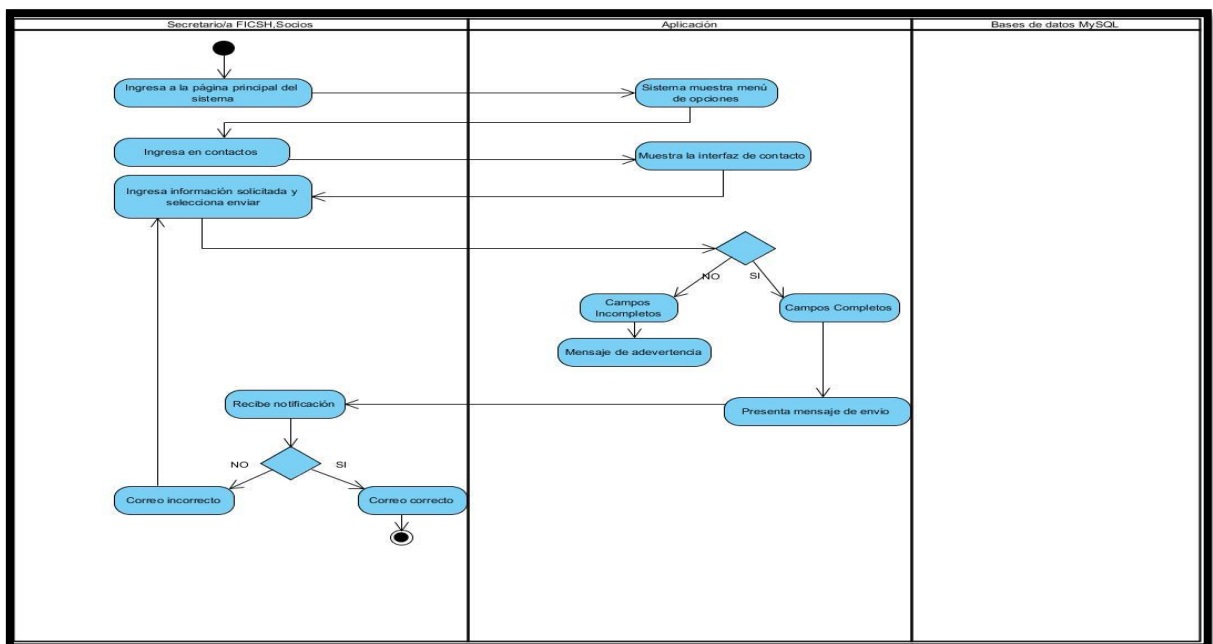 Secretario/a FICSH,Socios
Aplicación
Bases de datos MySQL
Ingresa a la página principal del
sistema
Sistema muestra menú
de opciones
Ingresa en contactos
Muestra la interfaz de contacto
Ingresa información solicitada y
selecciona enviar
NO
SI
Campos
Incompletos
Campos Completos
Mensaje de adevertencia
Recibe notificación
Presenta mensaje de envio
NO
SI
Correo incorrecto
Correo correcto